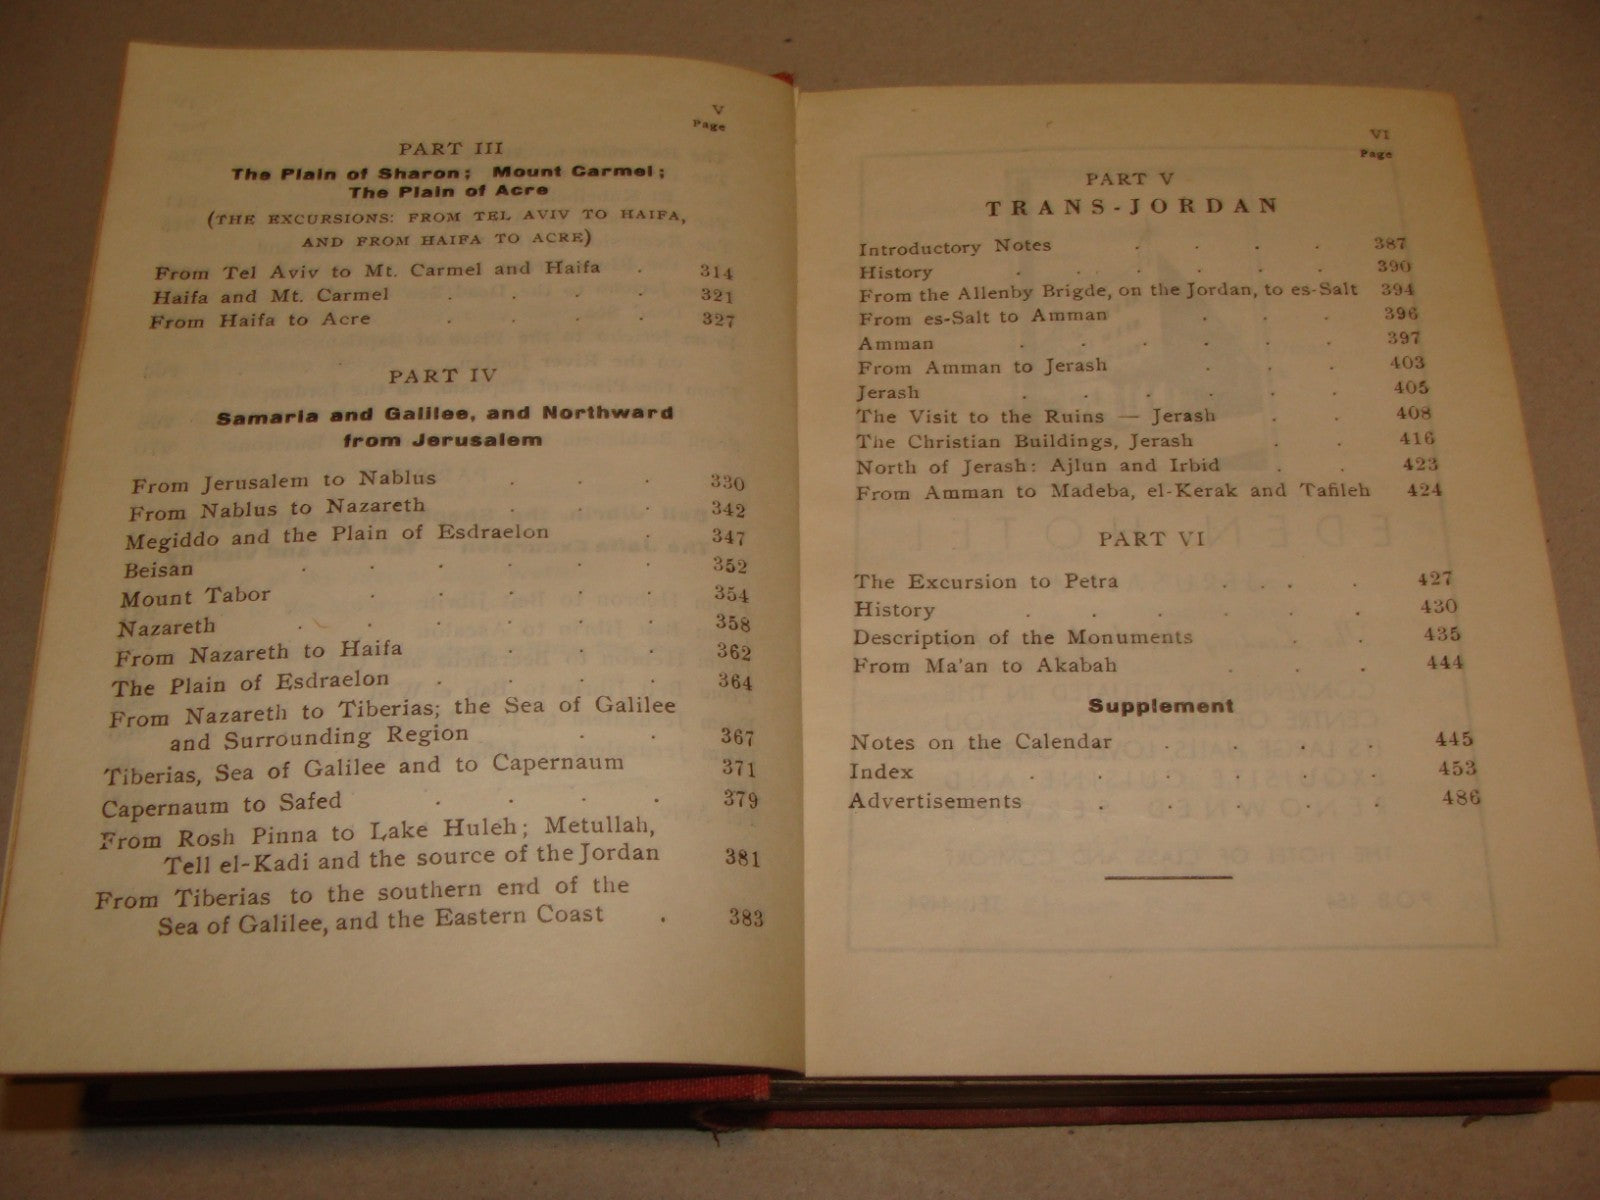 V
Page
PART III
The Plain of Sharon; Mount Carmel;
The Plain of Acre
(THE EXCURSIONS: FROM TEL AVIV TO HAIFA,
AND FROM HAIFA TO ACRE)
From Tel Aviv to Mt. Carmel and Haifa . 314
Haifa and Mt. Carmel . . . . 321
From Haifa to Acre . . . . 327
PART IV
Samaria and Galilee, and Northward
from Jerusalem
From Jerusalem to Nablus . . . 330
From Nablus to Nazareth . . . 342
Megiddo and the Plain of Esdraelon . 347
Beisan . . . . . . 352
Mount Tabor . . . . . 354
Nazareth . . . . . . 358
From Nazareth to Haifa . . . 362
The Plain of Esdraelon . . . . 364
From Nazareth to Tiberias; the Sea of Galilee
and Surrounding Region . . 367
Tiberias, Sea of Galilee and to Capernaum 371
Capernaum to Safed . . . . 379
From Rosh Pinna to Lake Huleh; Metullah,
Tell el-Kadi and the source of the Jordan 381
From Tiberias to the southern end of the
Sea of Galilee, and the Eastern Coast . 383
VI
Page
PART V
TRANS-JORDAN
Introductory Notes . . . . 387
History . . . . . . 390
From the Allenby Brigde, on the Jordan, to es-Salt 394
From es-Salt to Amman . . . 396
Amman . . . . . . 397
From Amman to Jerash . . . 403
Jerash . . . . . . 405
The Visit to the Ruins — Jerash . . 408
The Christian Buildings, Jerash . . 416
North of Jerash: Ajlun and Irbid . . 423
From Amman to Madeba, el-Kerak and Tafileh 424
PART VI
The Excursion to Petra . . . . 427
History . . . . . . 430
Description of the Monuments . . 435
From Ma'an to Akabah . . . 444
Supplement
Notes on the Calendar . . . . 445
Index . . . . . . 453
Advertisements . . . . . 486